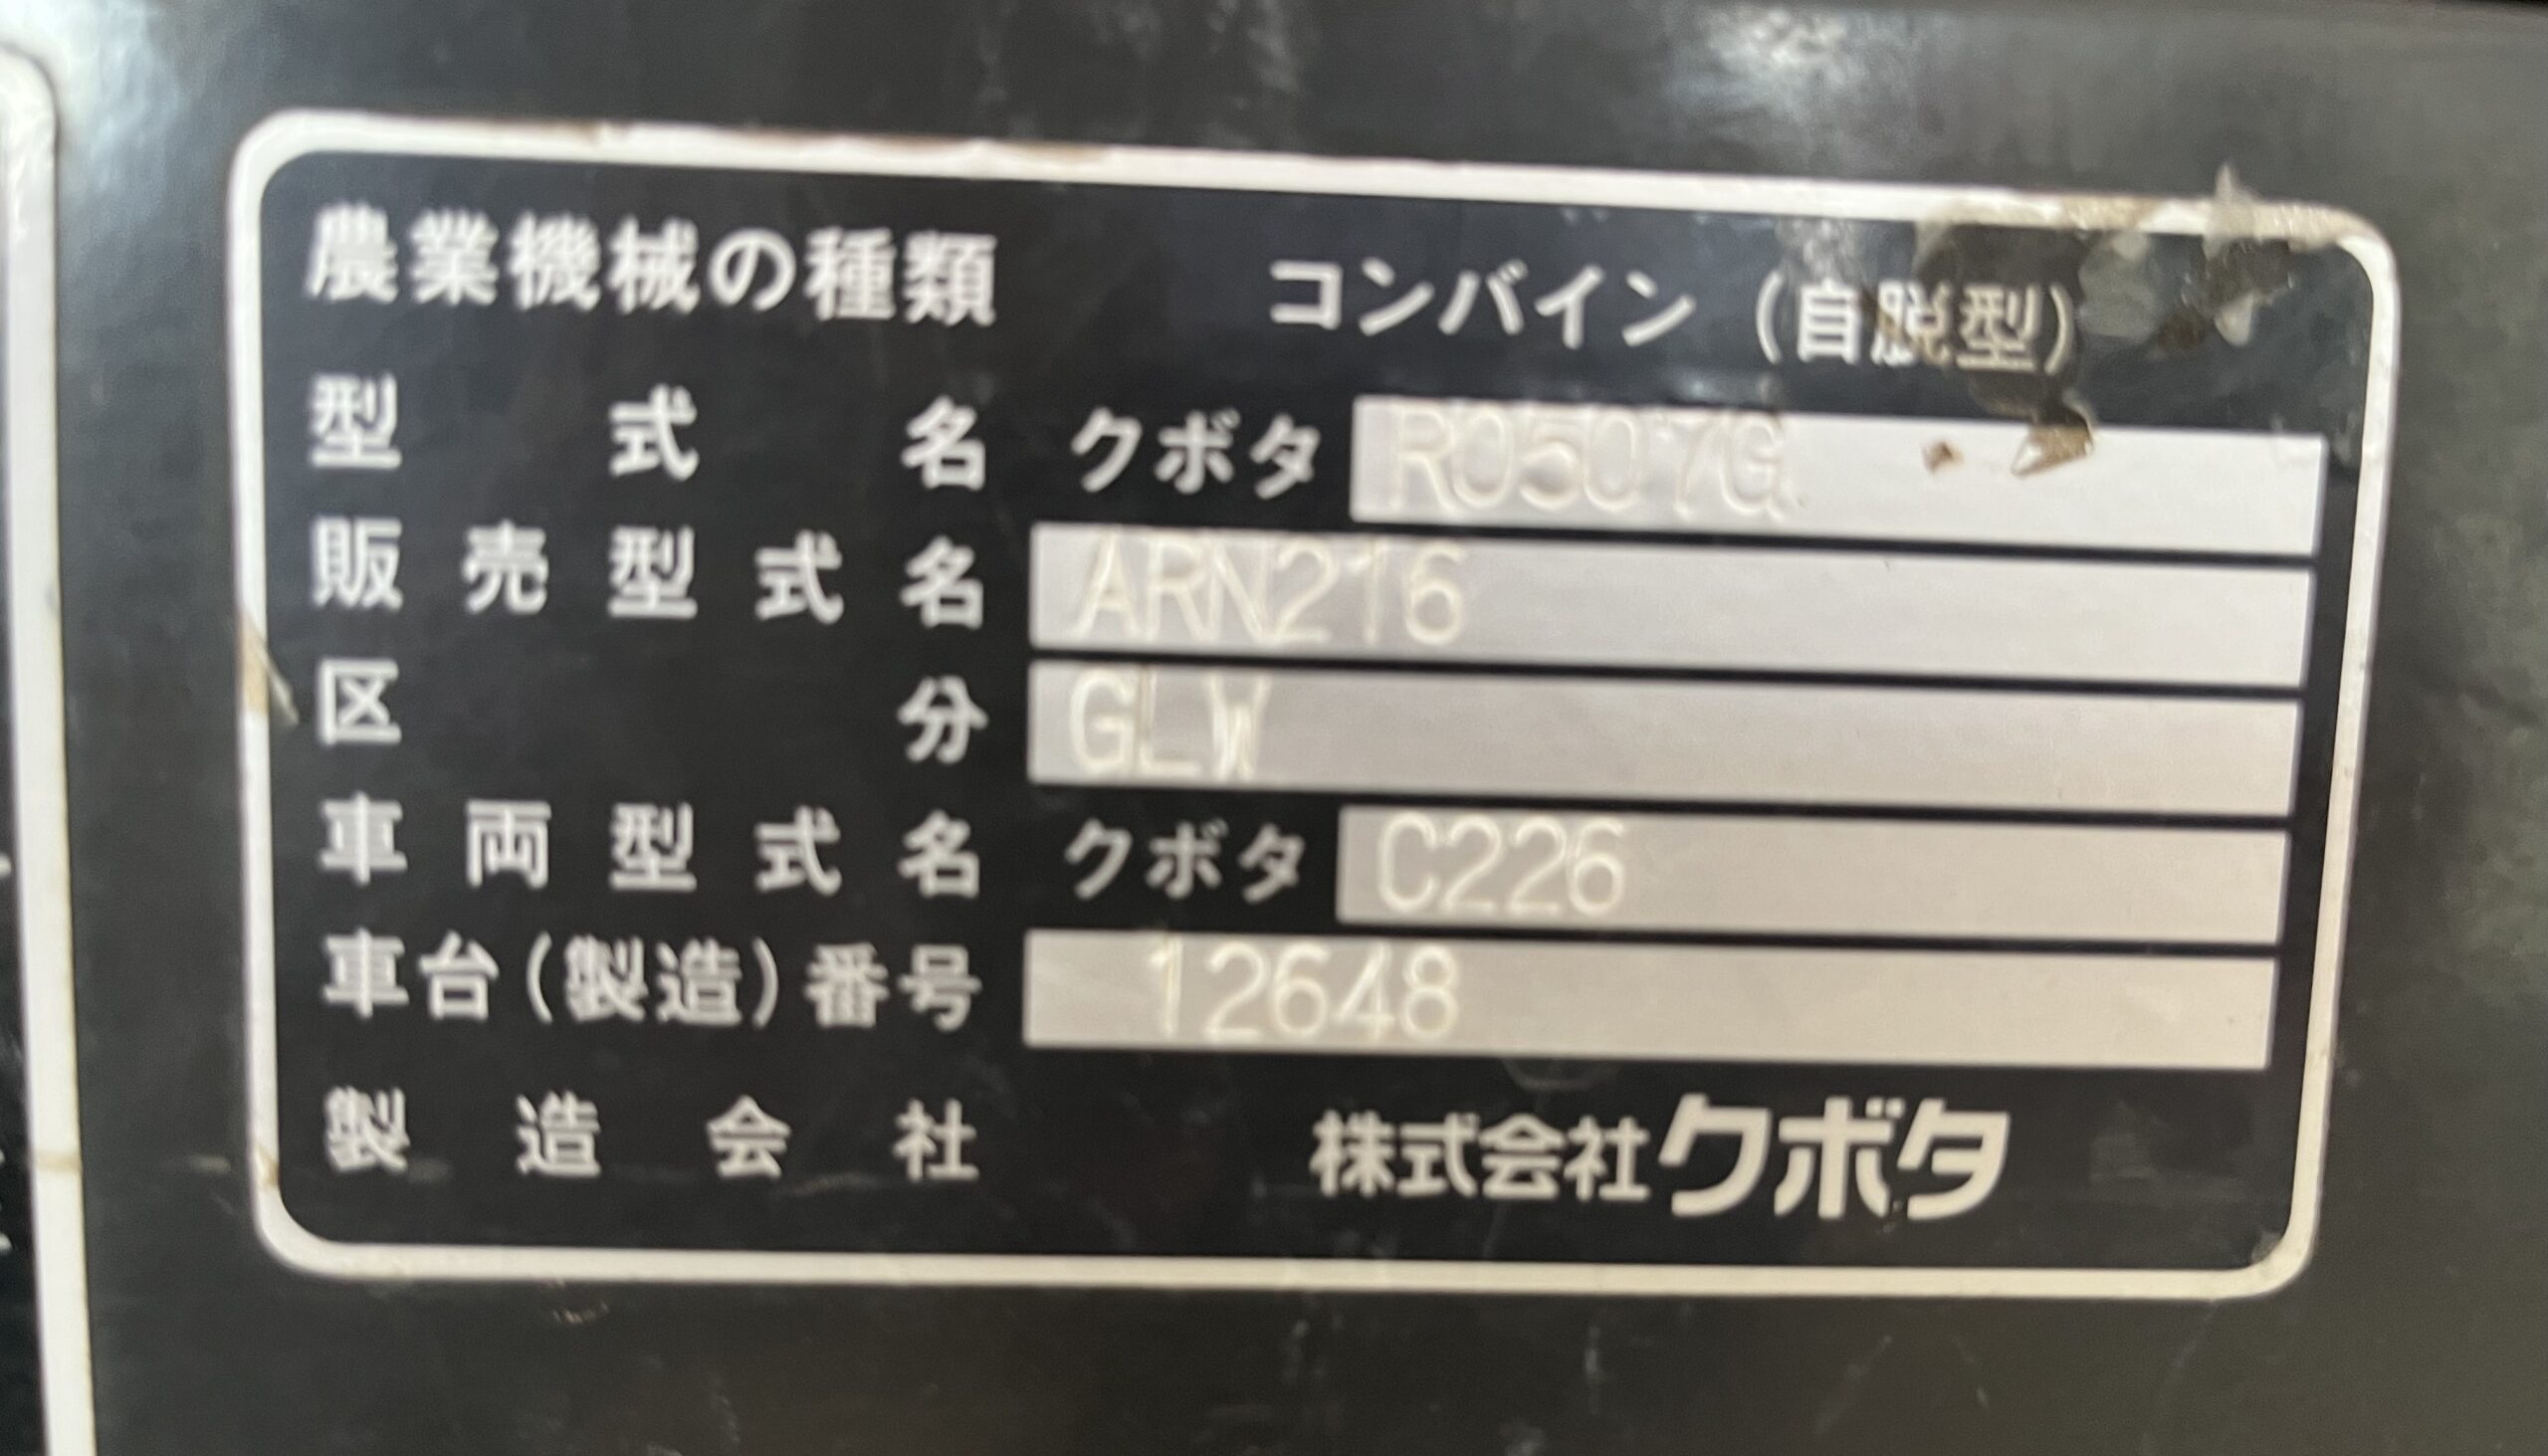 農業機械の種類 コンバイン (自脱型)
型式名 クボタ R0507G
販売型式名 ARN216
区分 GLW
車両型式名 クボタ C226
車台(製造)番号 12648
製造会社 株式会社クボタ